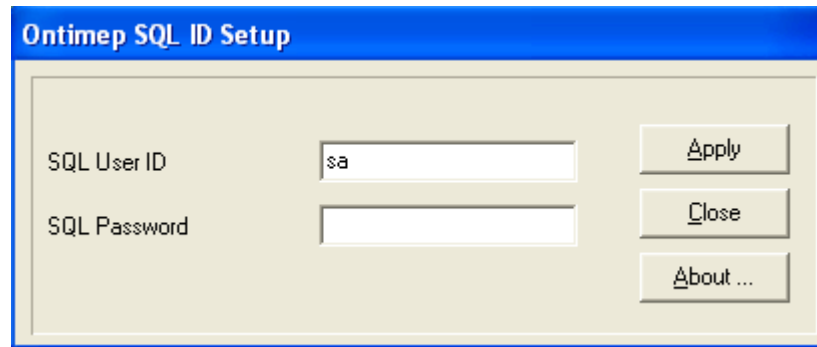 Ontimep SQL ID Setup
SQL User ID
sa
Apply
SQL Password
Close
About ...